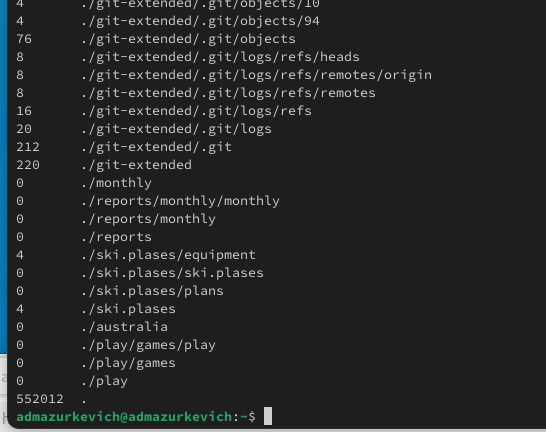 4 ./git-extended/.git/objects/10
4 ./git-extended/.git/objects/94
76 ./git-extended/.git/objects
8 ./git-extended/.git/logs/refs/heads
8 ./git-extended/.git/logs/refs/remotes/origin
8 ./git-extended/.git/logs/refs/remotes
16 ./git-extended/.git/logs/refs
20 ./git-extended/.git/logs
212 ./git-extended/.git
220 ./git-extended
0 ./monthly
0 ./reports/monthly/monthly
0 ./reports/monthly
0 ./reports
4 ./ski.plases/equipment
0 ./ski.plases/ski.plases
0 ./ski.plases/plans
4 ./ski.plases
0 ./australia
0 ./play/games/play
0 ./play/games
0 ./play
552012 .
admazurkevich@admazurkevich:~$